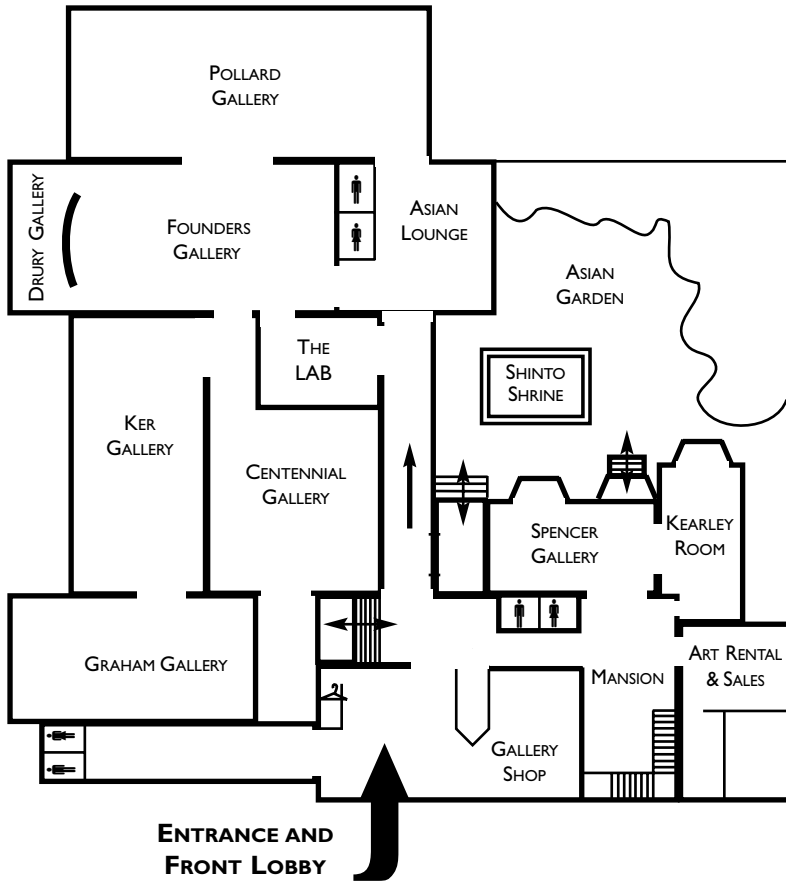 POLLARD
GALLERY
DRURY GALLERY
FOUNDERS
GALLERY
ASIAN
LOUNGE
ASIAN
GARDEN
THE
LAB
SHINTO
SHRINE
KER
GALLERY
CENTENNIAL
GALLERY
SPENCER
GALLERY
KEARLEY
ROOM
GRAHAM GALLERY
MANSION
ART RENTAL
& SALES
GALLERY
SHOP
ENTRANCE AND
FRONT LOBBY